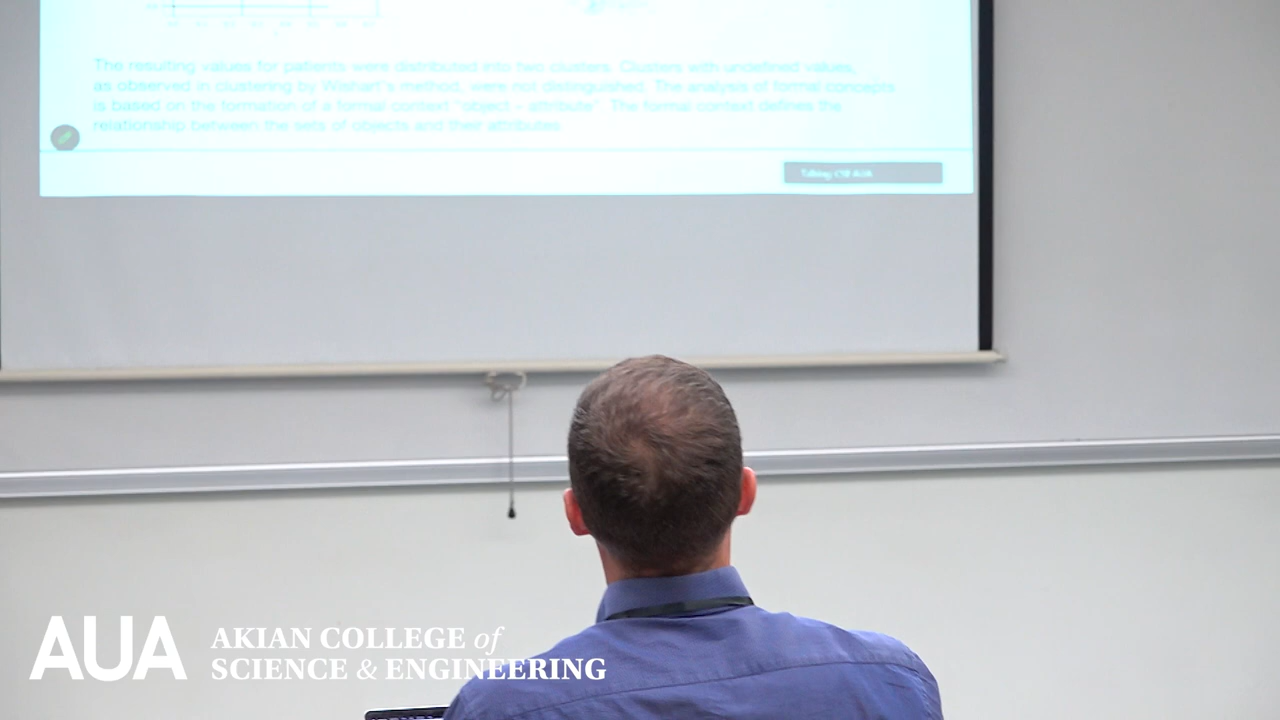 The resulting values for patients were distributed into two clusters. Clusters with undefined values,
as observed in clustering by Wishart's method, were not distinguished. The analysis of formal concepts
is based on the formation of a formal context "object – attribute". The formal context defines the
relationship between the sets of objects and their attributes
AUA
AKIAN COLLEGE of
SCIENCE & ENGINEERING